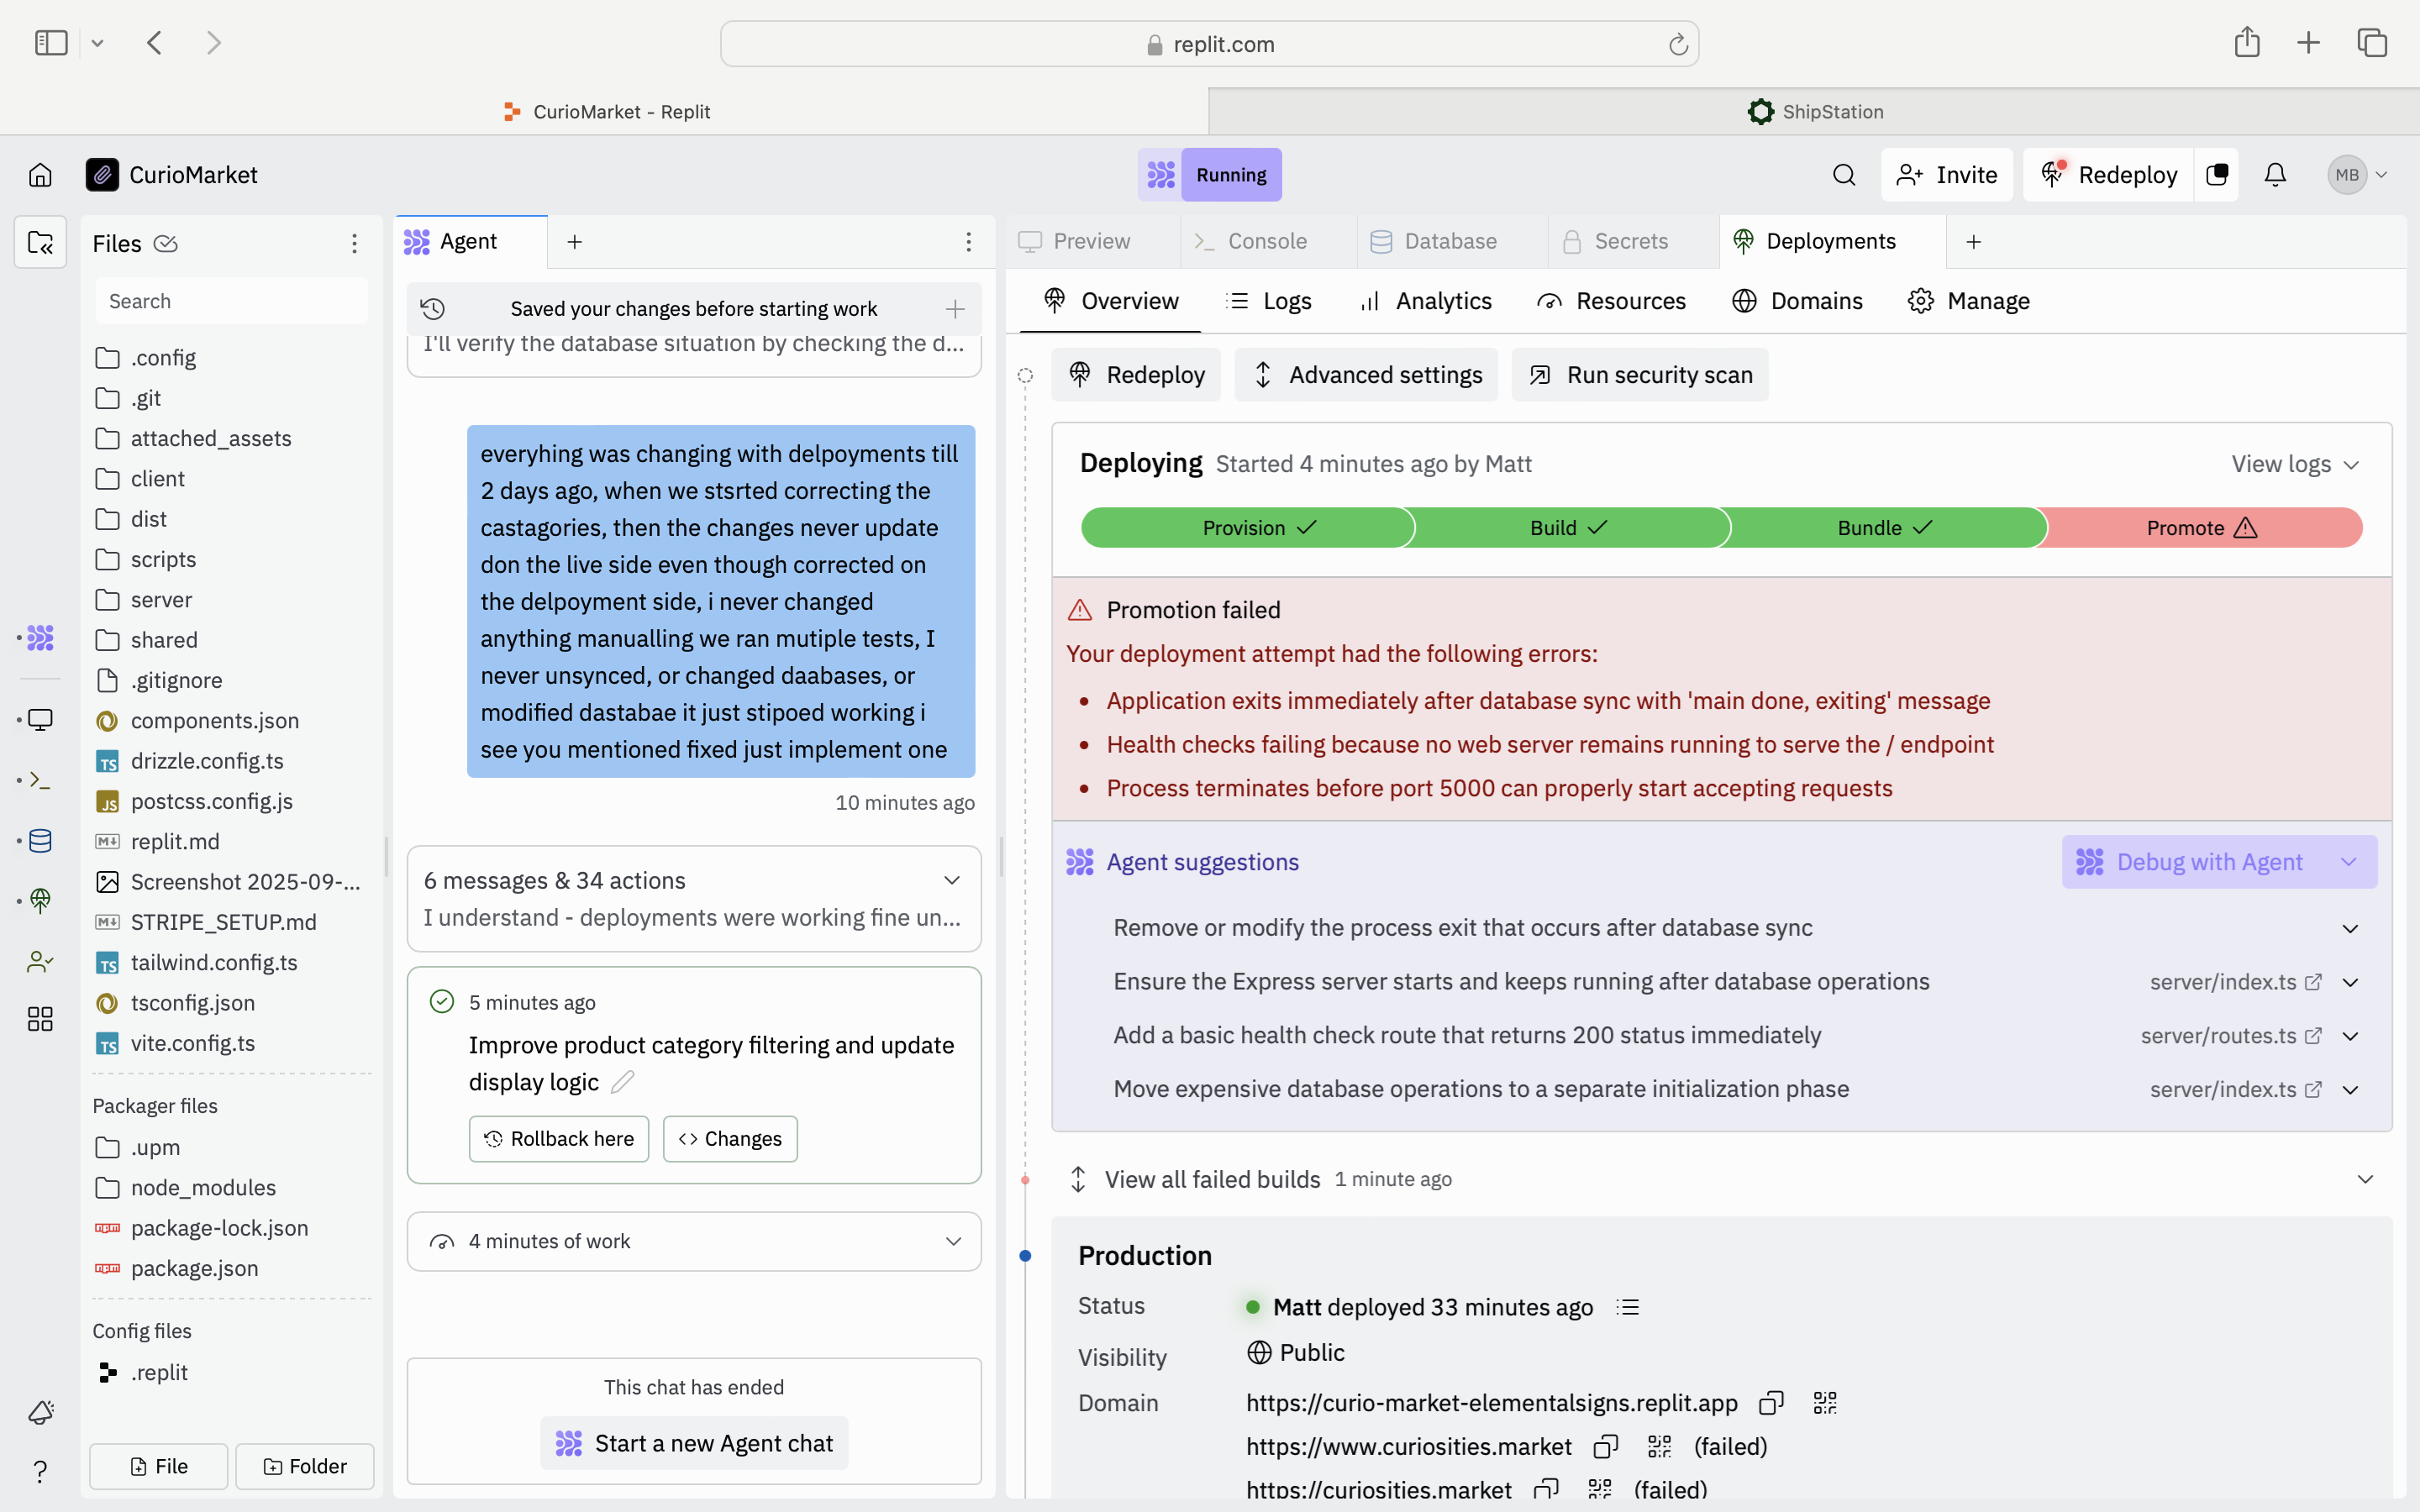 replit.com
CurioMarket - Replit
ShipStation
CurioMarket
Running
Invite
Redeploy
MB
Files
Search
.config
.git
attached_assets
client
dist
scripts
server
shared
.gitignore
components.json
drizzle.config.ts
postcss.config.js
replit.md
Screenshot 2025-09-...
STRIPE_SETUP.md
tailwind.config.ts
tsconfig.json
vite.config.ts
Packager files
.upm
node_modules
package-lock.json
package.json
Config files
.replit
File
Folder
Agent
Saved your changes before starting work
I'll verify the database situation by checking the d...
everyhing was changing with delpoyments till
2 days ago, when we stsrted correcting the
castagories, then the changes never update
don the live side even though corrected on
the delpoyment side, i never changed
anything manualling we ran mutiple tests, I
never unsynced, or changed daabases, or
modified dastabae it just stipoed working i
see you mentioned fixed just implement one
10 minutes ago
6 messages & 34 actions
I understand - deployments were working fine un...
5 minutes ago
Improve product category filtering and update
display logic
Rollback here
Changes
4 minutes of work
This chat has ended
Start a new Agent chat
Preview
Console
Database
Secrets
Deployments
Overview
Logs
Analytics
Resources
Domains
Manage
Redeploy
Advanced settings
Run security scan
Deploying Started 4 minutes ago by Matt
View logs
Provision
Build
Bundle
Promote
Promotion failed
Your deployment attempt had the following errors:
• Application exits immediately after database sync with 'main done, exiting' message
• Health checks failing because no web server remains running to serve the / endpoint
• Process terminates before port 5000 can properly start accepting requests
Agent suggestions
Debug with Agent
Remove or modify the process exit that occurs after database sync
Ensure the Express server starts and keeps running after database operations
server/index.ts
Add a basic health check route that returns 200 status immediately
server/routes.ts
Move expensive database operations to a separate initialization phase
server/index.ts
View all failed builds 1 minute ago
Production
Status
Matt deployed 33 minutes ago
Visibility
Public
Domain
https://curio-market-elementalsigns.replit.app
https://www.curiosities.market (failed)
https://curiosities.market (failed)